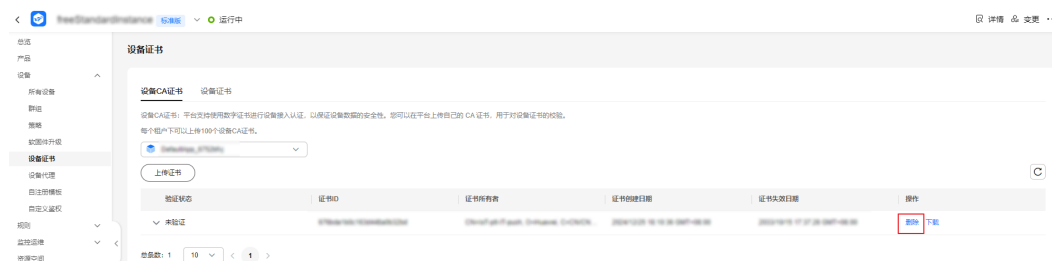 freeStandardInstance 标准版 运行中 详情 变更
总览
产品
设备
所有设备
群组
策略
软固件升级
设备证书
设备代理
自注册模板
自定义鉴权
规则
监控运维
资源空间
设备证书
设备CA证书 设备证书
设备CA证书：平台支持使用数字证书进行设备接入认证，以保证设备数据的安全性。您可以在平台上传自己的 CA 证书，用于对设备证书的校验。
每个租户下可以上传100个设备CA证书。
上传证书
验证状态 证书ID 证书所有者 证书创建日期 证书失效日期 操作
未验证 删除 下载
总条数：1 10 1